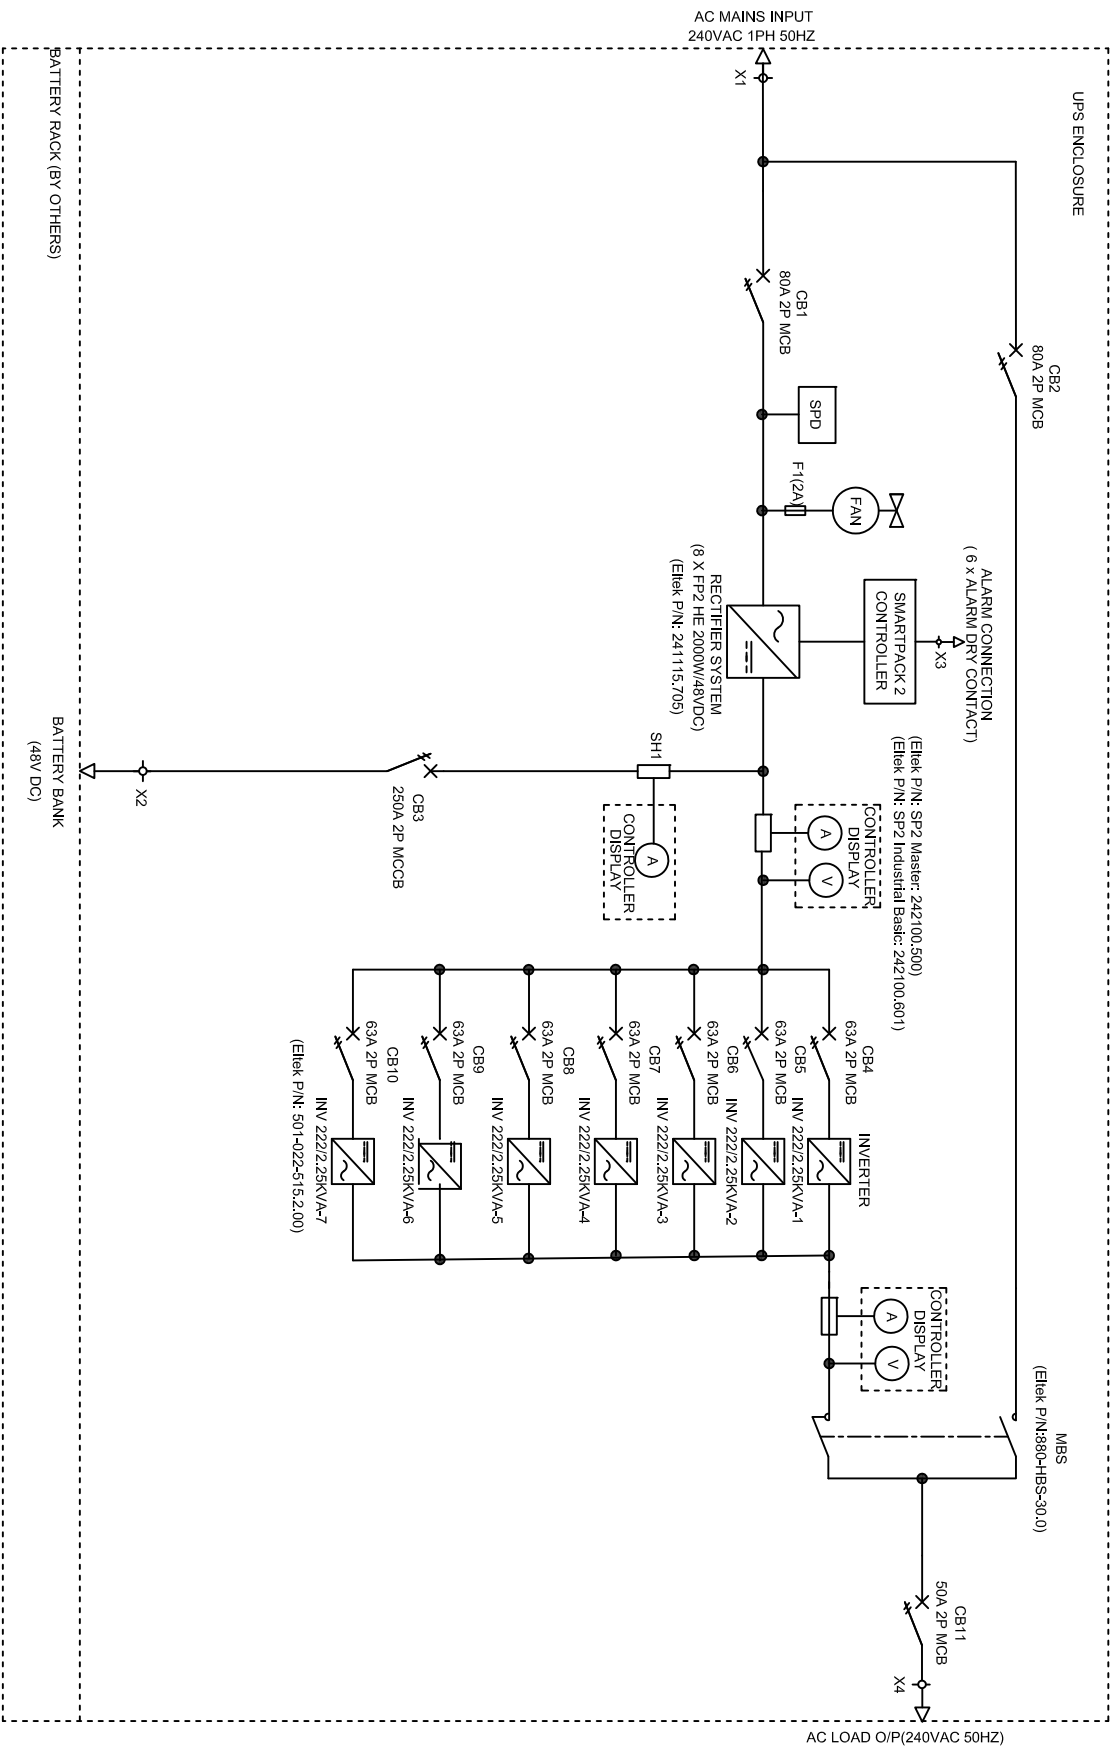 AC MAINS INPUT
240VAC 1PH 50HZ
X1
UPS ENCLOSURE
BATTERY RACK (BY OTHERS)
CB1
80A 2P MCB
CB2
80A 2P MCB
SPD
F1(2A)
FAN
ALARM CONNECTION
( 6 x ALARM DRY CONTACT)
X3
SMARTPACK 2
CONTROLLER
RECTIFIER SYSTEM
(8 X FP2 HE 2000W/48VDC)
(Eltek P/N: 241115.705)
(Eltek P/N: SP2 Master: 242100.500)
(Eltek P/N: SP2 Industrial Basic: 242100.601)
SH1
CONTROLLER
DISPLAY
A
CONTROLLER
DISPLAY
A
V
CB3
250A 2P MCCB
X2
BATTERY BANK
(48V DC)
CB4
63A 2P MCB
CB5
63A 2P MCB
CB6
63A 2P MCB
CB7
63A 2P MCB
CB8
63A 2P MCB
CB9
63A 2P MCB
CB10
63A 2P MCB
INVERTER
INV 222/2.25KVA-1
INV 222/2.25KVA-2
INV 222/2.25KVA-3
INV 222/2.25KVA-4
INV 222/2.25KVA-5
INV 222/2.25KVA-6
INV 222/2.25KVA-7
(Eltek P/N: 501-022-515.2.00)
CONTROLLER
DISPLAY
A
V
MBS
(Eltek P/N:880-HBS-30.0)
CB11
50A 2P MCB
X4
AC LOAD O/P(240VAC 50HZ)